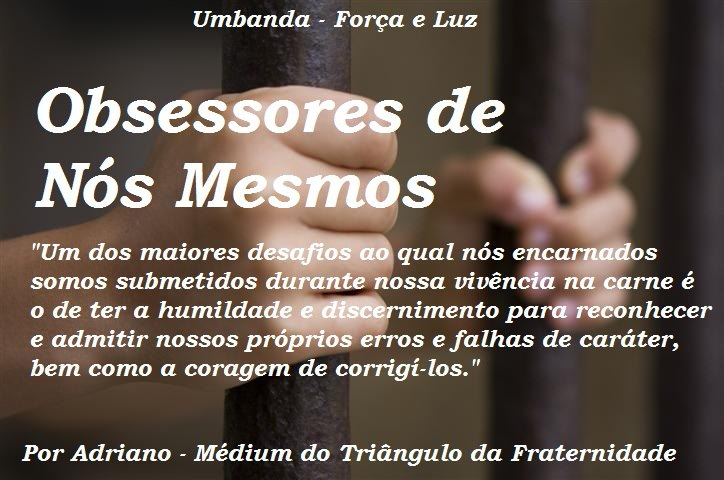 Umbanda - Força e Luz
Obsessores de
Nós Mesmos
"Um dos maiores desafios ao qual nós encarnados
somos submetidos durante nossa vivência na carne é
o de ter a humildade e discernimento para reconhecer
e admitir nossos próprios erros e falhas de caráter,
bem como a coragem de corrigí-los."
Por Adriano - Médium do Triângulo da Fraternidade